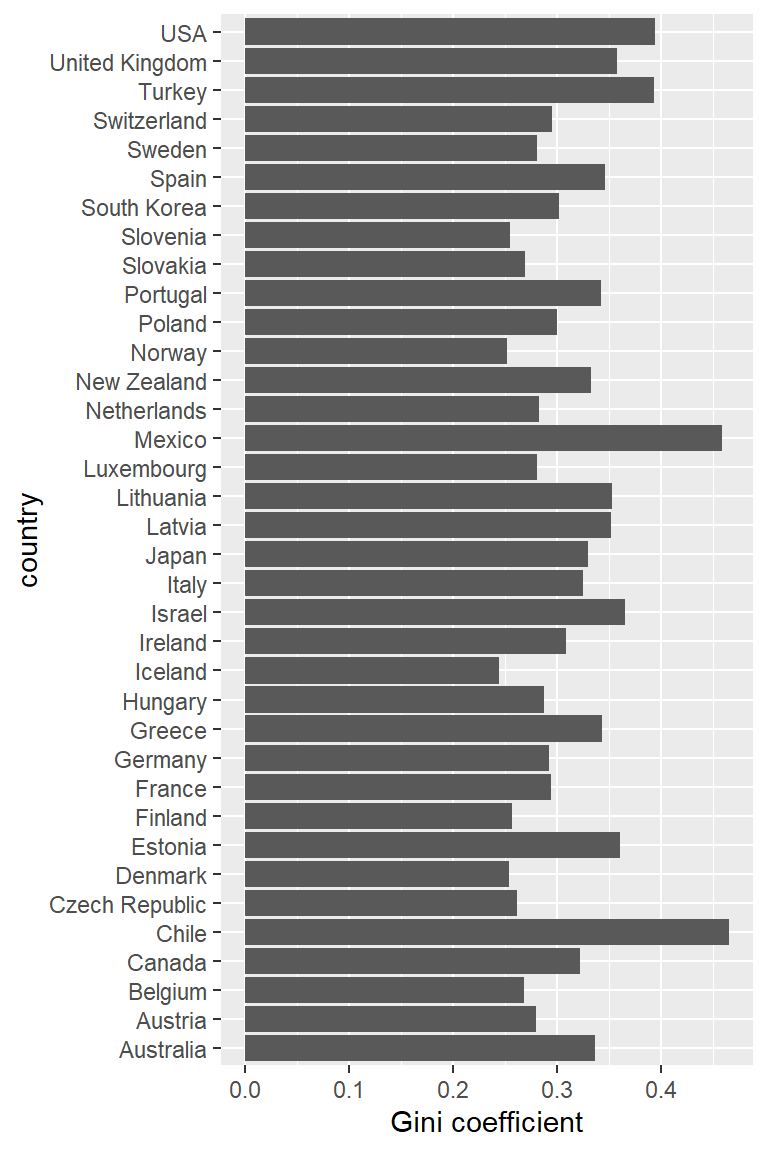 USA
United Kingdom
Turkey
Switzerland
Sweden
Spain
South Korea
Slovenia
Slovakia
Portugal
Poland
Norway
New Zealand
Netherlands
Mexico
Luxembourg
Lithuania
Latvia
Japan
Italy
Israel
Ireland
Iceland
Hungary
Greece
Germany
France
Finland
Estonia
Denmark
Czech Republic
Chile
Canada
Belgium
Austria
Australia
country
0.0 0.1 0.2 0.3 0.4
Gini coefficient